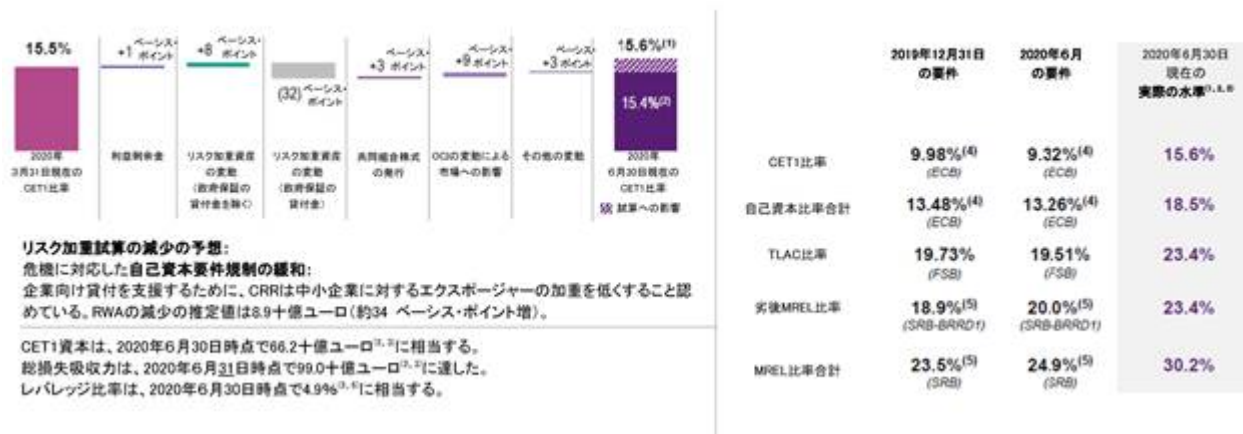 15.5%
+1 ベーシス・
ポイント
+8 ベーシス・
ポイント
(32) ベーシス・
ポイント
+3 ベーシス・
ポイント
+9 ベーシス・
ポイント
+3 ベーシス・
ポイント
15.6%(1)
15.4%(2)
2020年
3月31日現在の
CET1比率
利益剰余金
リスク加重資産
の変動
(政府保証の
貸付金を除く)
リスク加重資産
の変動
(政府保証の
貸付金)
共同組合株式
の発行
OCIの変動による
市場への影響
その他の変動
2020年
6月30日現在の
CET1比率
試算への影響
リスク加重試算の減少の予想:
危機に対応した自己資本要件規制の緩和:
企業向け貸付を支援するために、CRRは中小企業に対するエクスポージャーの加重を低くすること認
めている。RWAの減少の推定値は8.9十億ユーロ(約34 ベーシス・ポイント増)。
CET1資本は、2020年6月30日時点で66.2十億ユーロに相当する。
総損失吸収力は、2020年6月31日時点で99.0十億ユーロに達した。
レバレッジ比率は、2020年6月30日時点で4.9%に相当する。
2019年12月31日
の要件
2020年6月
の要件
2020年6月30日
現在の
実際の水準
CET1比率 9.98%(4) 9.32%(4) 15.6%
(ECB) (ECB)
自己資本比率合計 13.48%(4) 13.26%(4) 18.5%
(ECB) (ECB)
TLAC比率 19.73% 19.51% 23.4%
(FSB) (FSB)
劣後MREL比率 18.9%(5) 20.0%(5) 23.4%
(SRB-BRRD1) (SRB-BRRD1)
MREL比率合計 23.5%(5) 24.9%(5) 30.2%
(SRB) (SRB)